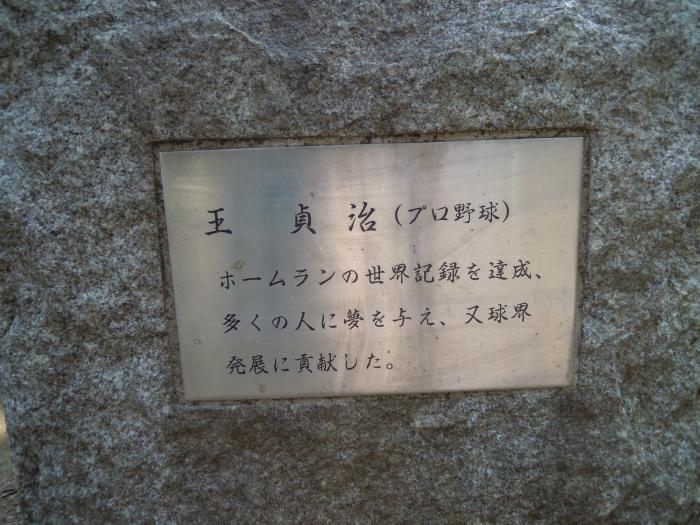 王 貞 治 (プロ野球)
ホームランの世界記録を達成、
多くの人に夢を与え、又球界
発展に貢献した。